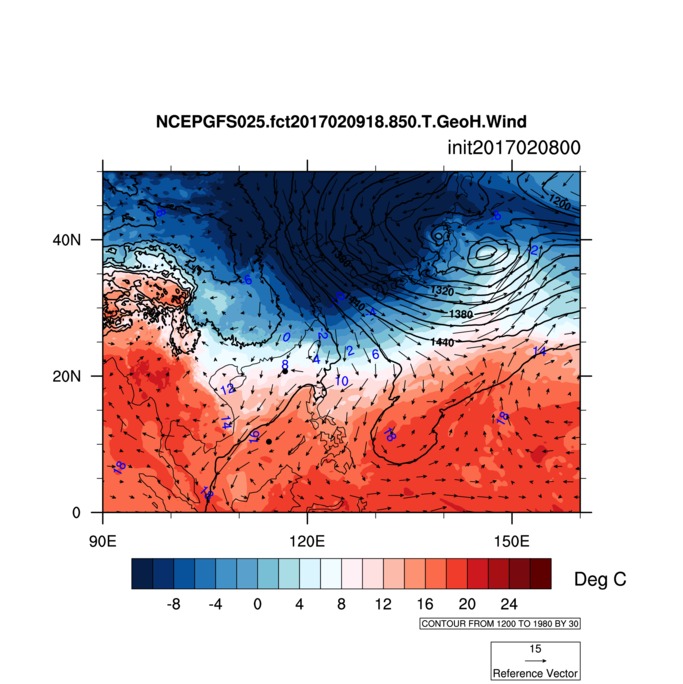 NCEPGFS025.fct2017020918.850.T.GeoH.Wind
init2017020800
1200
40N
1320
1380
1440
20N
0
90E 120E 150E
-8 -4 0 4 8 12 16 20 24
Deg C
CONTOUR FROM 1200 TO 1980 BY 30
15
Reference Vector